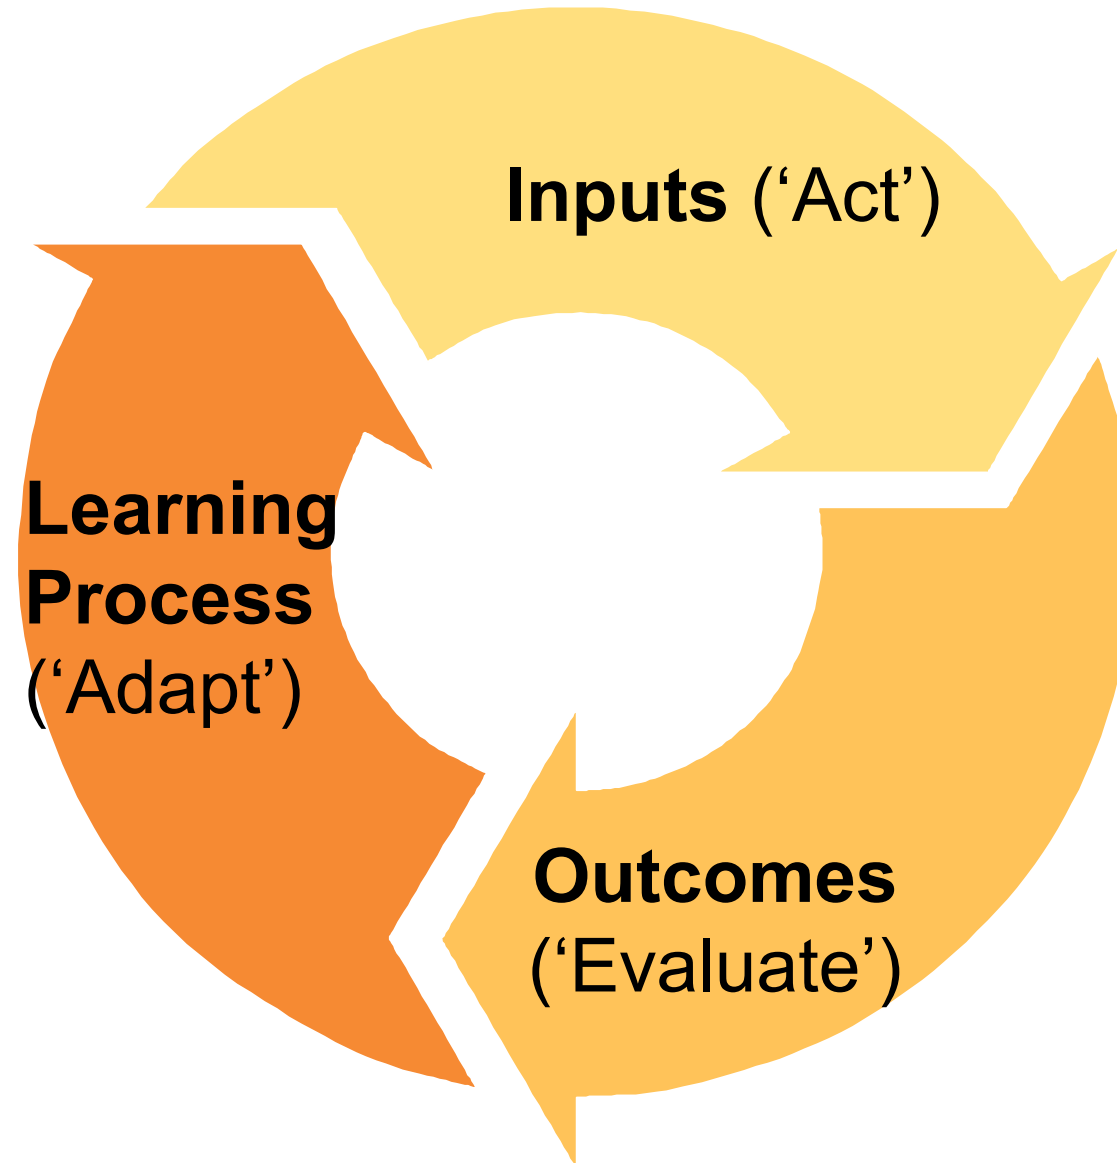 Inputs (‘Act’)
Learning
Process
(‘Adapt’)
Outcomes
(‘Evaluate’)